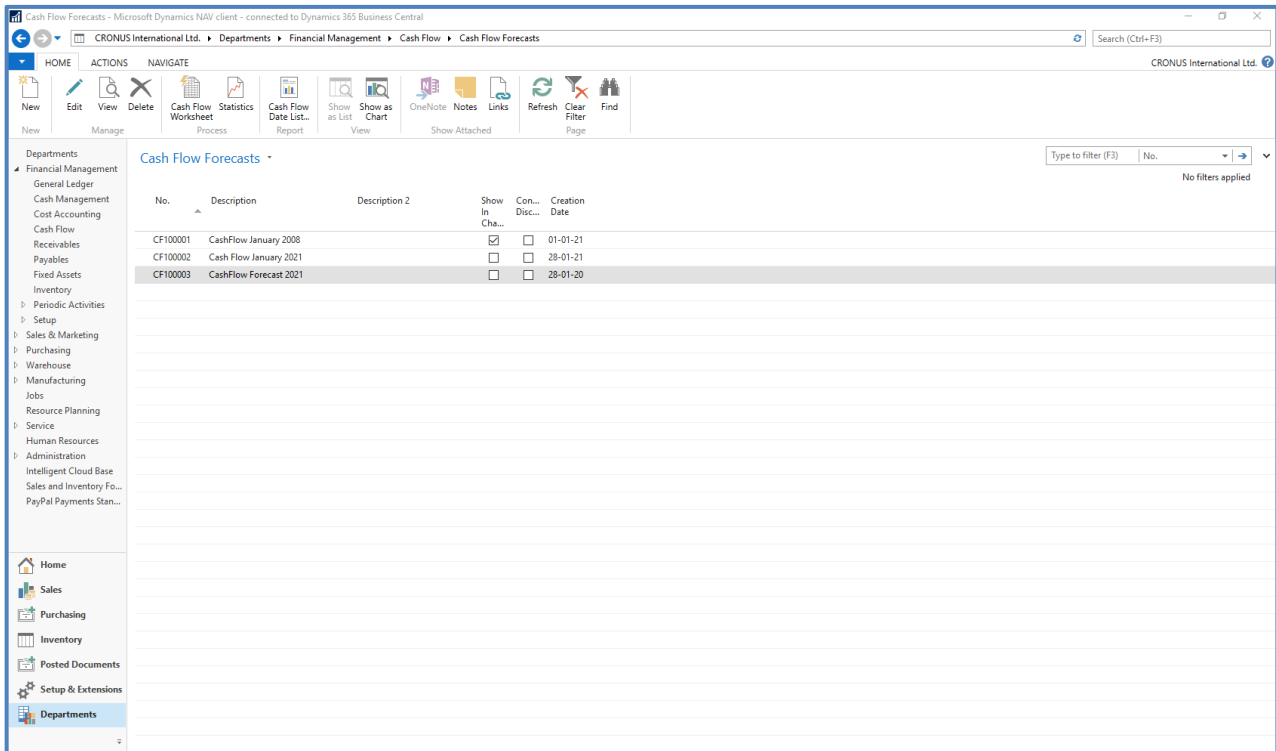 Cash Flow Forecasts - Microsoft Dynamics NAV client - connected to Dynamics 365 Business Central
CRONUS International Ltd. Departments Financial Management Cash Flow Cash Flow Forecasts
Search (Ctrl+F3)
HOME ACTIONS NAVIGATE
CRONUS International Ltd.
New Edit View Delete Cash Flow Worksheet Statistics Cash Flow Date List... Show as List Show as Chart OneNote Notes Links Refresh Clear Filter Find
New Manage Process Report View Show Attached Page
Departments
Financial Management
General Ledger
Cash Management
Cost Accounting
Cash Flow
Receivables
Payables
Fixed Assets
Inventory
Periodic Activities
Setup
Sales & Marketing
Purchasing
Warehouse
Manufacturing
Jobs
Resource Planning
Service
Human Resources
Administration
Intelligent Cloud Base
Sales and Inventory Fo...
PayPal Payments Stan...
Home
Sales
Purchasing
Inventory
Posted Documents
Setup & Extensions
Departments
Cash Flow Forecasts
Type to filter (F3) No.
No filters applied
No. Description Description 2 Show In Cha... Con... Disc... Creation Date
CF100001 CashFlow January 2008 01-01-21
CF100002 Cash Flow January 2021 28-01-21
CF100003 CashFlow Forecast 2021 28-01-20